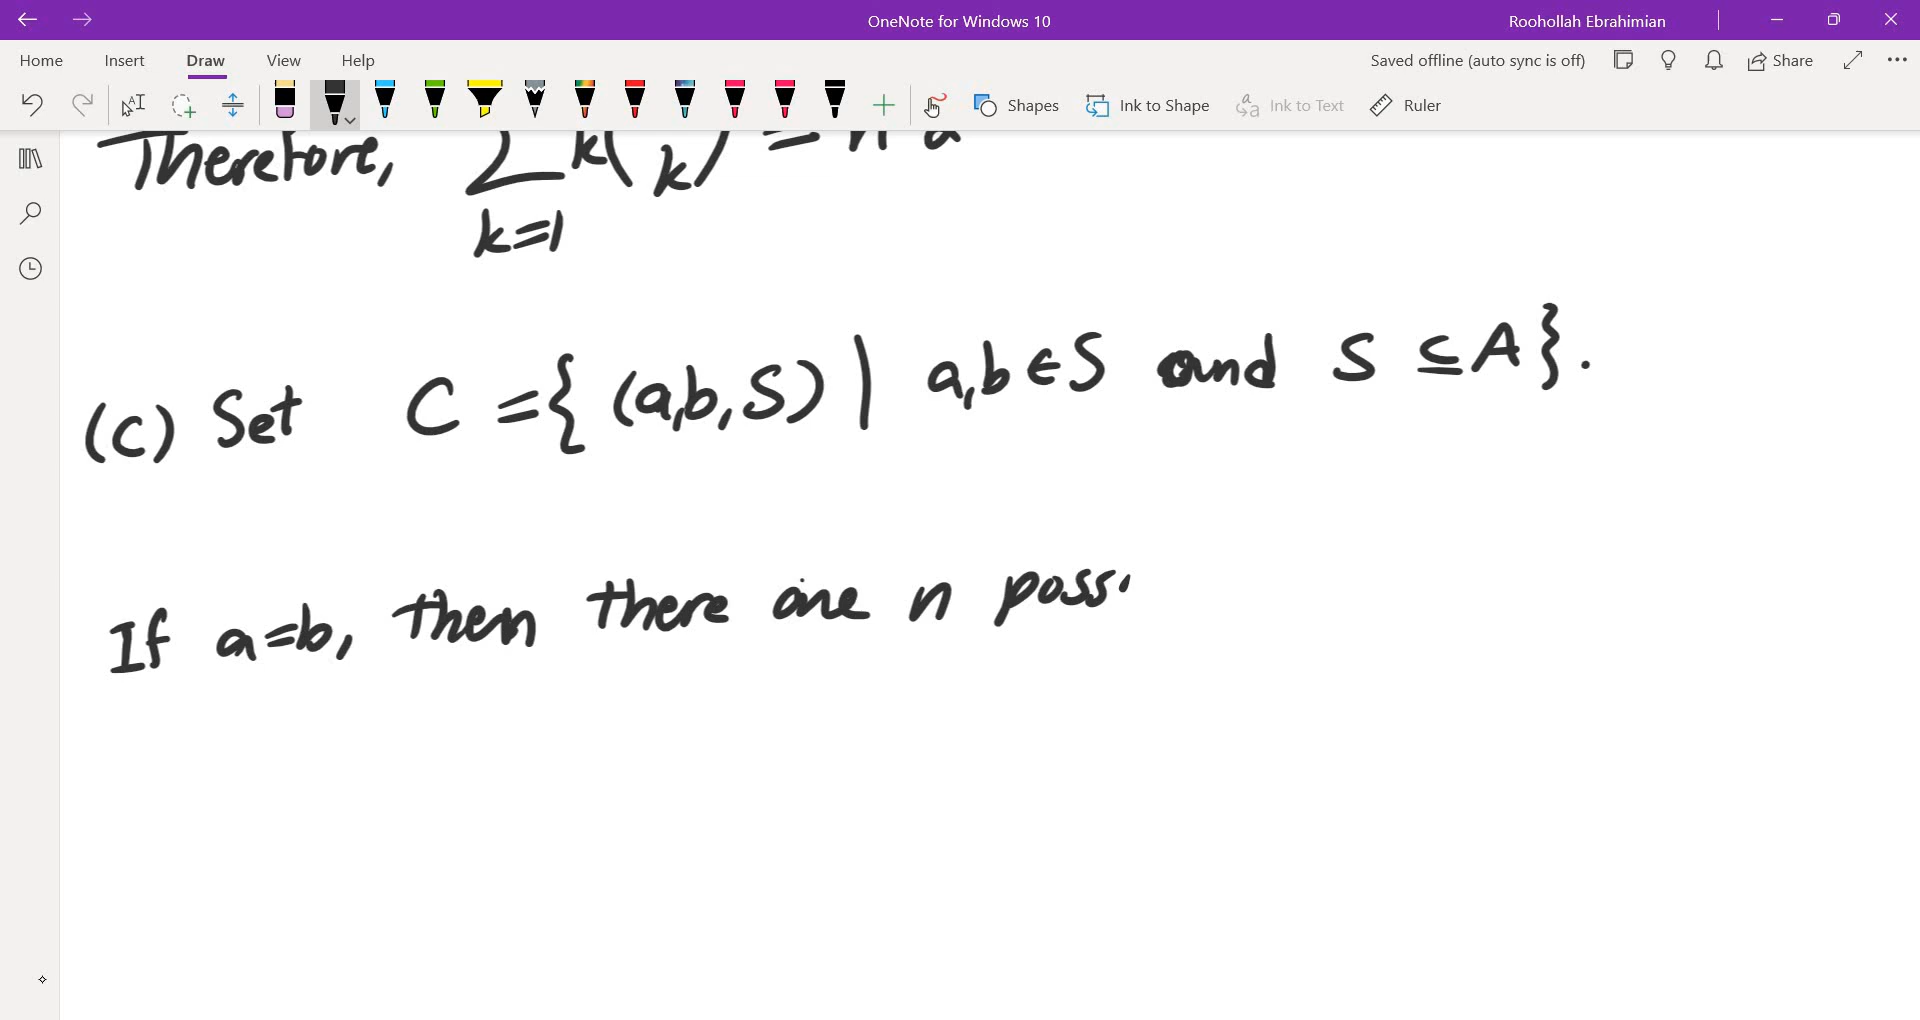 OneNote for Windows 10
Roohollah Ebrahimian
Home Insert Draw View Help
Saved offline (auto sync is off) Share
Shapes Ink to Shape Ink to Text Ruler
Therefore, ∑ k( k ) = n 2
k=1
(c) Set C = { (a,b,S) | a,b ∈ S and S ⊆ A }.
If a=b, then there are n poss